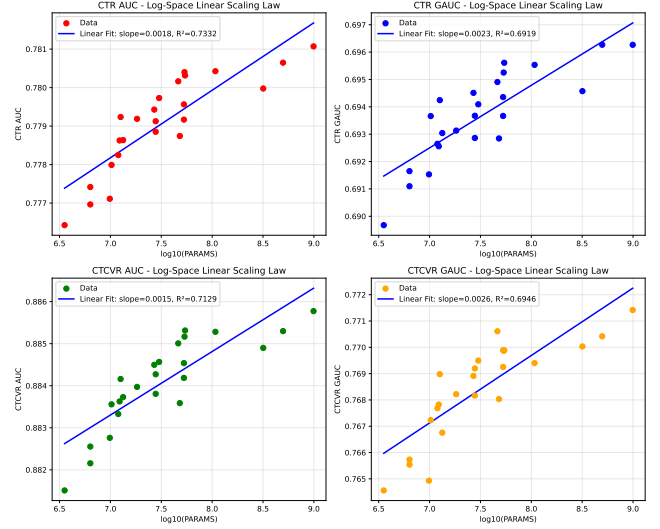 CTR AUC - Log-Space Linear Scaling Law
Data
Linear Fit: slope=0.0018, R²=0.7332
0.781
0.780
0.779
0.778
0.777
CTR AUC
6.5 7.0 7.5 8.0 8.5 9.0
log10(PARAMS)
CTR GAUC - Log-Space Linear Scaling Law
Data
Linear Fit: slope=0.0023, R²=0.6919
0.697
0.696
0.695
0.694
0.693
0.692
0.691
0.690
CTR GAUC
6.5 7.0 7.5 8.0 8.5 9.0
log10(PARAMS)
CTCVR AUC - Log-Space Linear Scaling Law
Data
Linear Fit: slope=0.0015, R²=0.7129
0.886
0.885
0.884
0.883
0.882
CTCVR AUC
6.5 7.0 7.5 8.0 8.5 9.0
log10(PARAMS)
CTCVR GAUC - Log-Space Linear Scaling Law
Data
Linear Fit: slope=0.0026, R²=0.6946
0.772
0.771
0.770
0.769
0.768
0.767
0.766
0.765
CTCVR GAUC
6.5 7.0 7.5 8.0 8.5 9.0
log10(PARAMS)